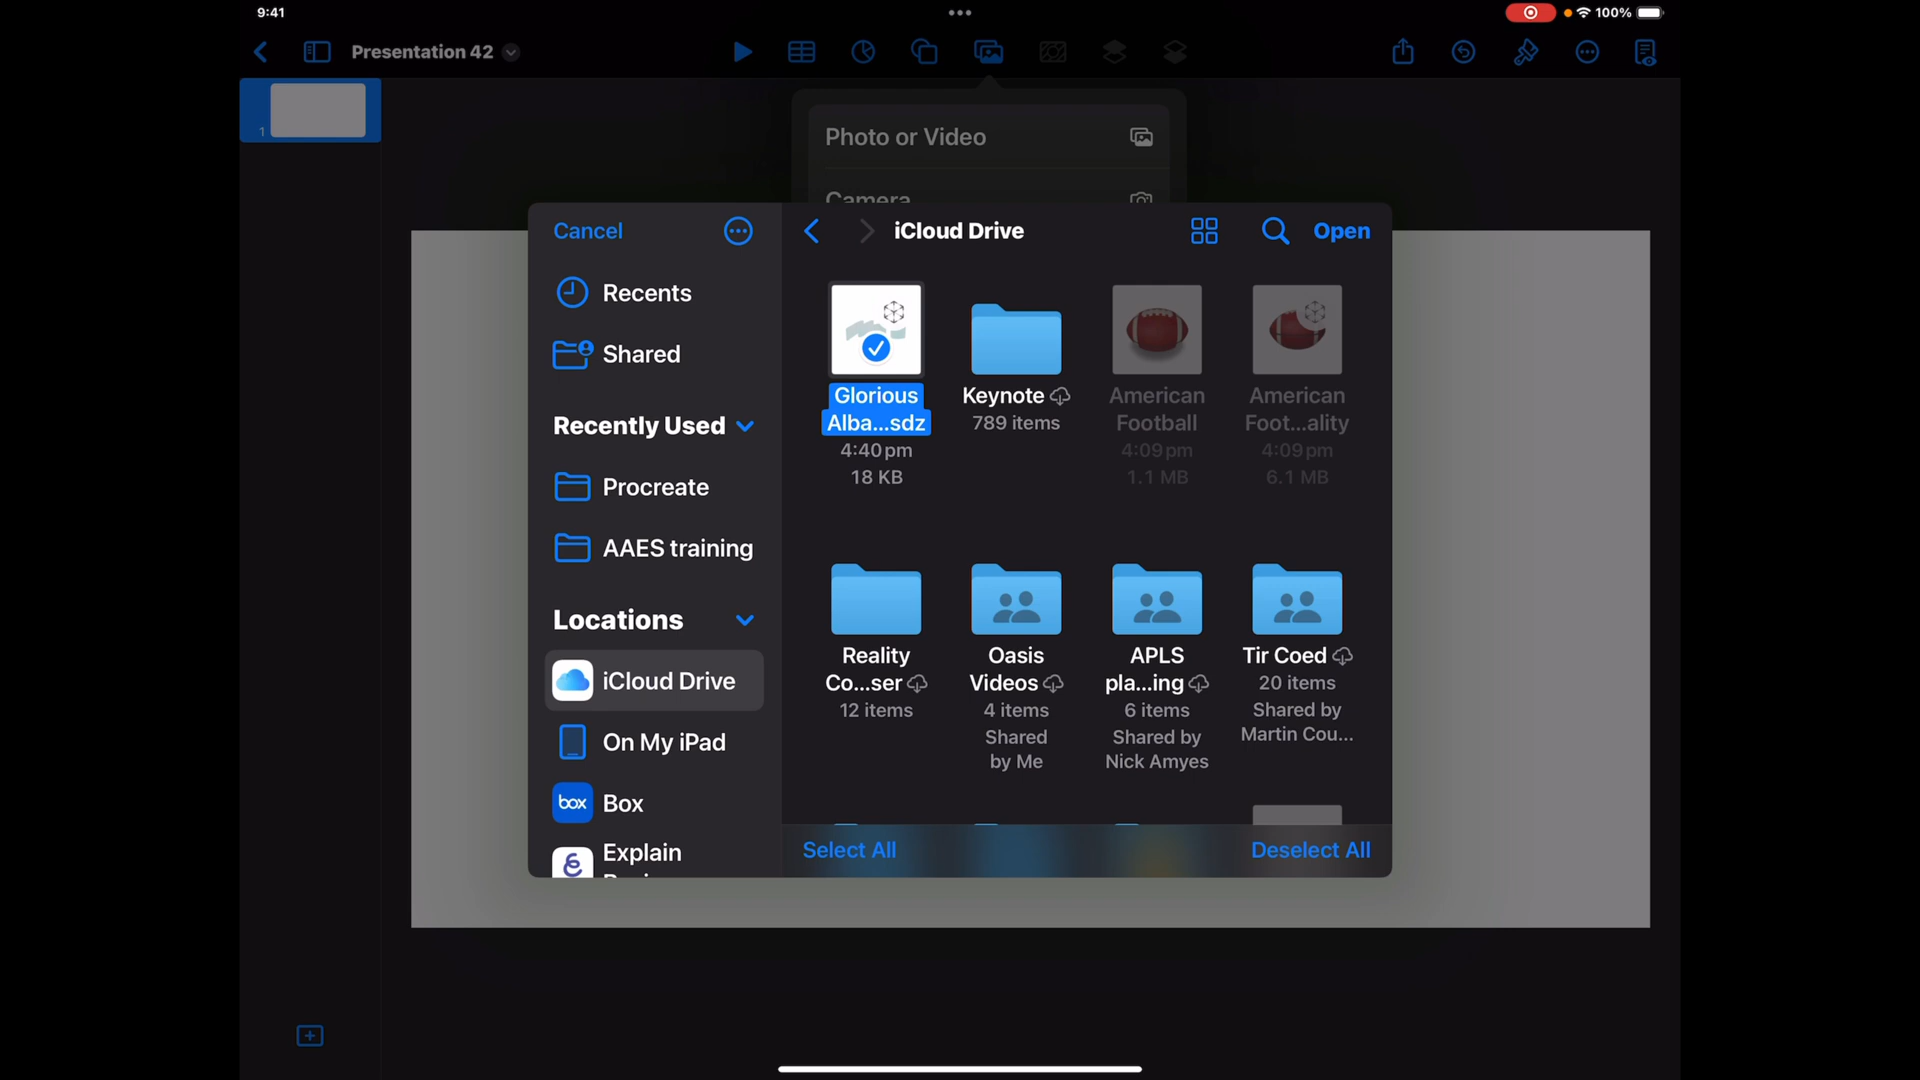 9:41
100%
Presentation 42
1
Photo or Video
Camera
Cancel
iCloud Drive
Open
Recents
Shared
Recently Used
Procreate
AAES training
Locations
iCloud Drive
On My iPad
box Box
Explain
Glorious
Alba...sdz
4:40 pm
18 KB
Keynote
789 items
American
Football
4:09 pm
1.1 MB
American
Foot...ality
4:09 pm
6.1 MB
Reality
Co...ser
12 items
Oasis
Videos
4 items
Shared
by Me
APLS
pla...ing
6 items
Shared by
Nick Amyes
Tir Coed
20 items
Shared by
Martin Cou...
Select All
Deselect All